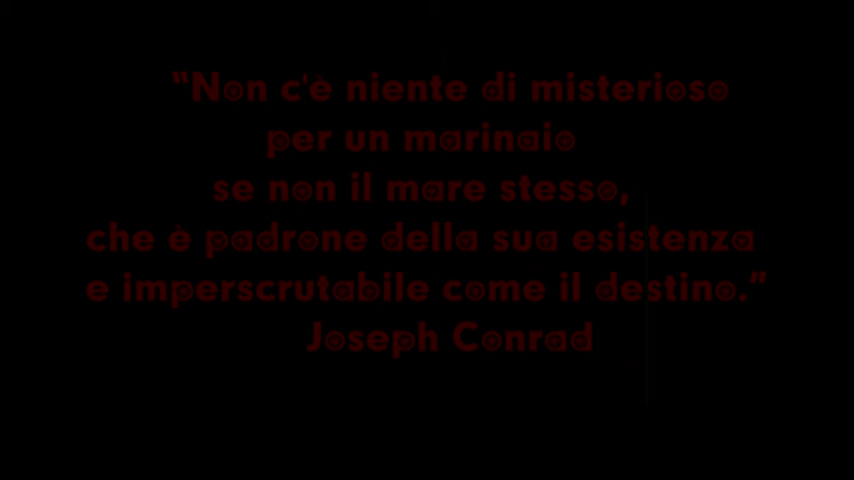 "Non c'è niente di misterioso
per un marinaio
se non il mare stesso,
che è padrone della sua esistenza
e imperscrutabile come il destino."
Joseph Conrad